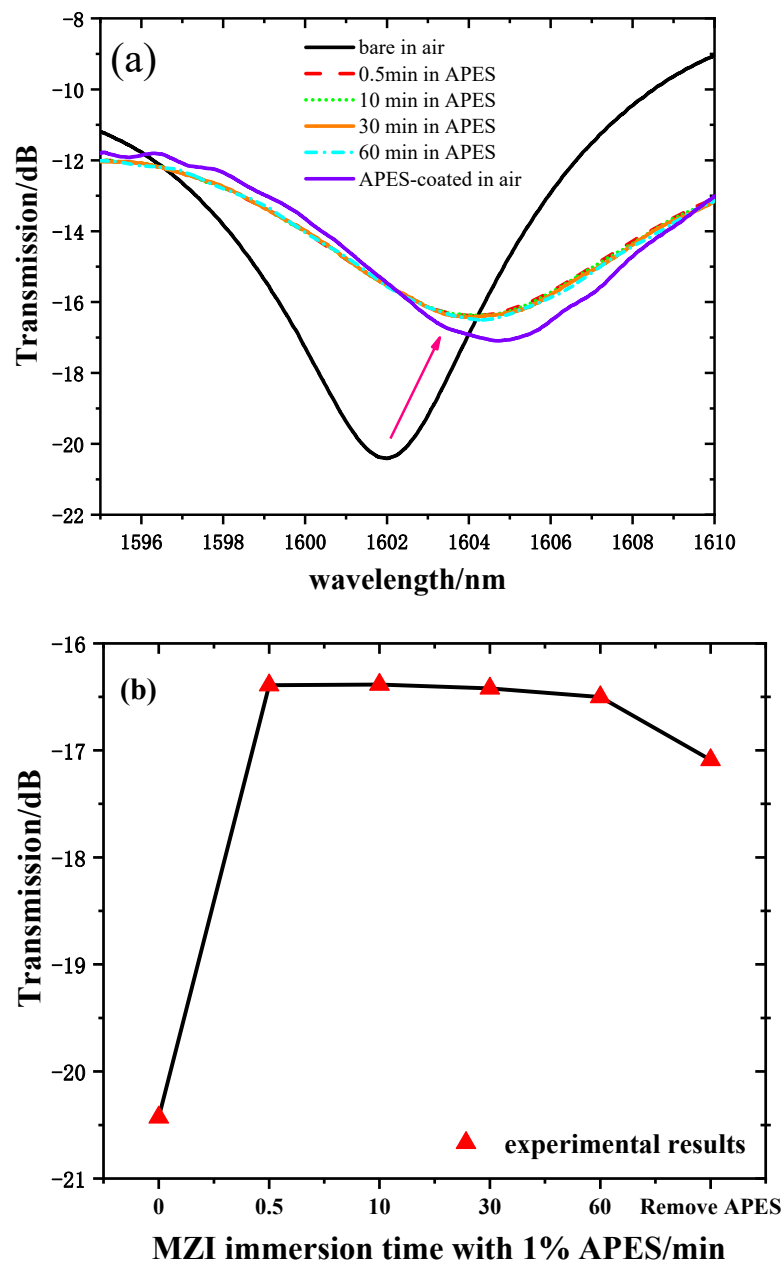 (a)
bare in air
0.5min in APES
10 min in APES
30 min in APES
60 min in APES
APES-coated in air
Transmission/dB
-8
-10
-12
-14
-16
-18
-20
-22
1596 1598 1600 1602 1604 1606 1608 1610
wavelength/nm
(b)
Transmission/dB
-16
-17
-18
-19
-20
-21
experimental results
0 0.5 10 30 60 Remove APES
MZI immersion time with 1% APES/min